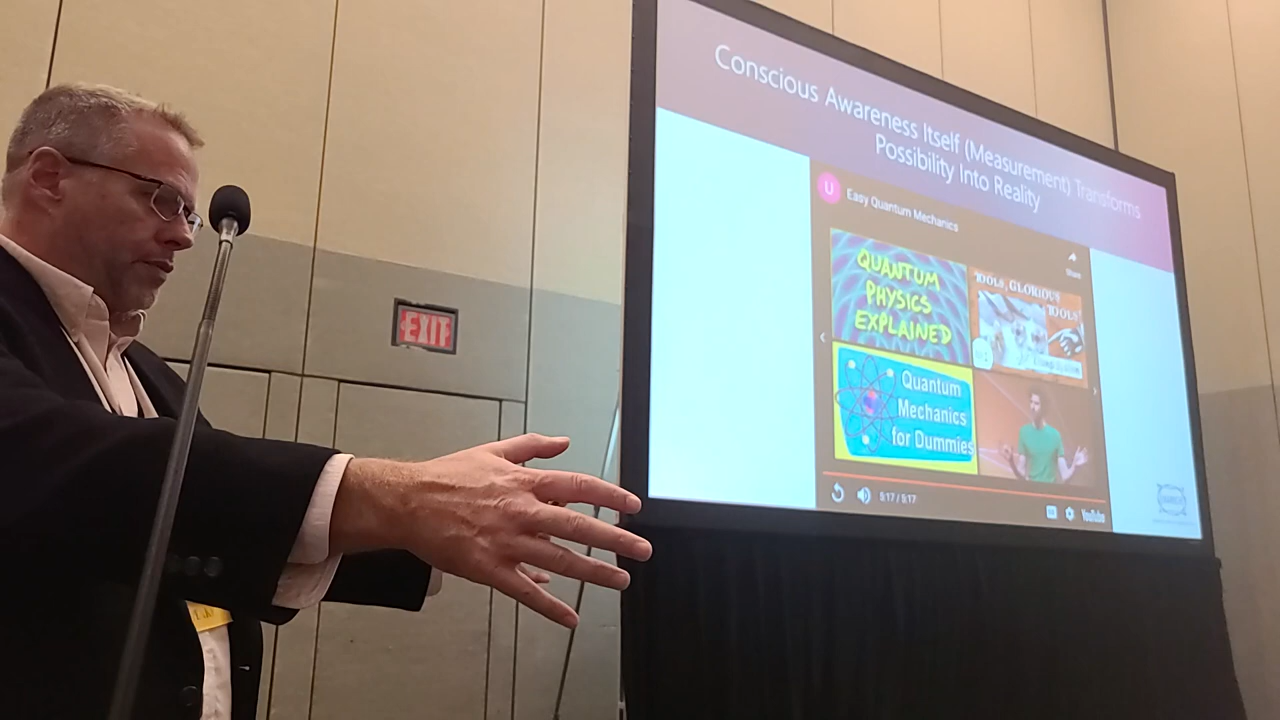 Conscious Awareness Itself (Measurement) Transforms
Possibility Into Reality
U
Easy Quantum Mechanics
Share
QUANTUM
PHYSICS
EXPLAINED
TOOLS, GLORIOUS
TOOLS!
Quantum
Mechanics
for Dummies
5:17 / 5:17
YouTube
EXIT